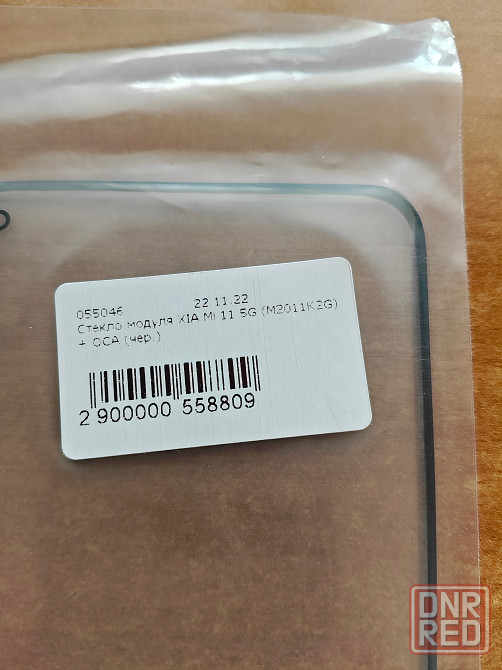 055046 22.11.22
Стекло модуля XIA Mi 11 5G (M2011K2G)
+ OCA (чер.)
2 900000 558809
DNR
RED